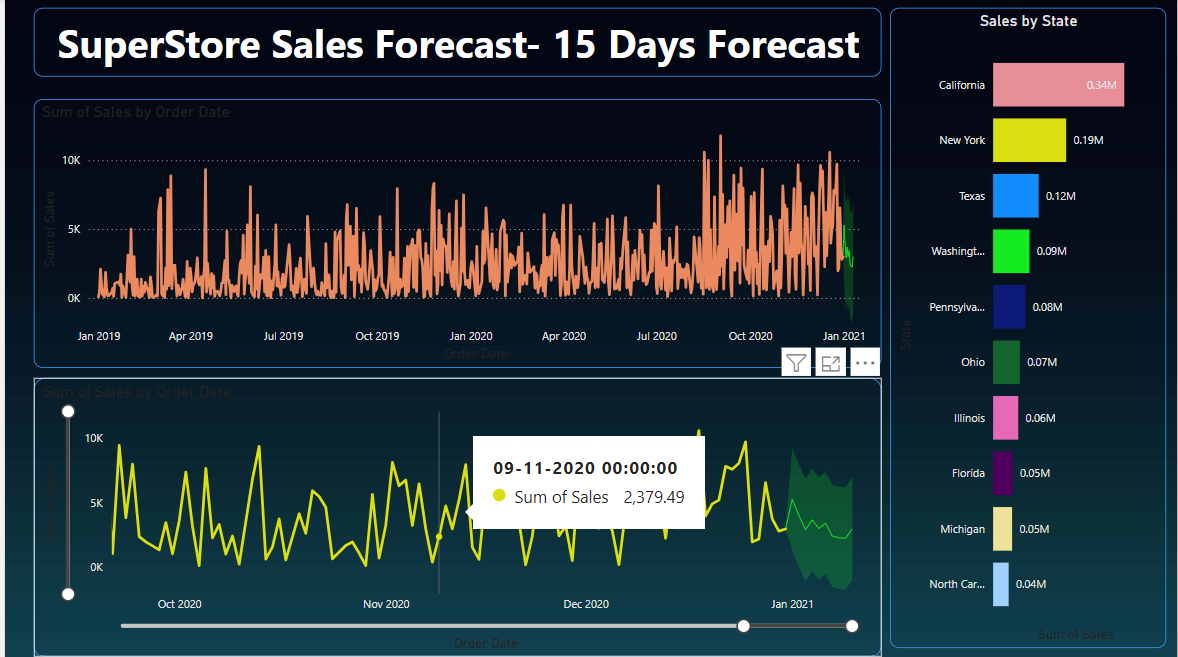 SuperStore Sales Forecast- 15 Days Forecast
Sum of Sales by Order Date
10K
5K
0K
Sum of Sales
Jan 2019
Apr 2019
Jul 2019
Oct 2019
Jan 2020
Apr 2020
Jul 2020
Oct 2020
Jan 2021
Order Date
Sum of Sales by Order Date
10K
5K
0K
09-11-2020 00:00:00
Sum of Sales 2,379.49
Oct 2020
Nov 2020
Dec 2020
Jan 2021
Order Date
Sales by State
California 0.34M
New York 0.19M
Texas 0.12M
Washingt... 0.09M
Pennsylva... 0.08M
Ohio 0.07M
Illinois 0.06M
Florida 0.05M
Michigan 0.05M
North Car... 0.04M
State
Sum of Sales